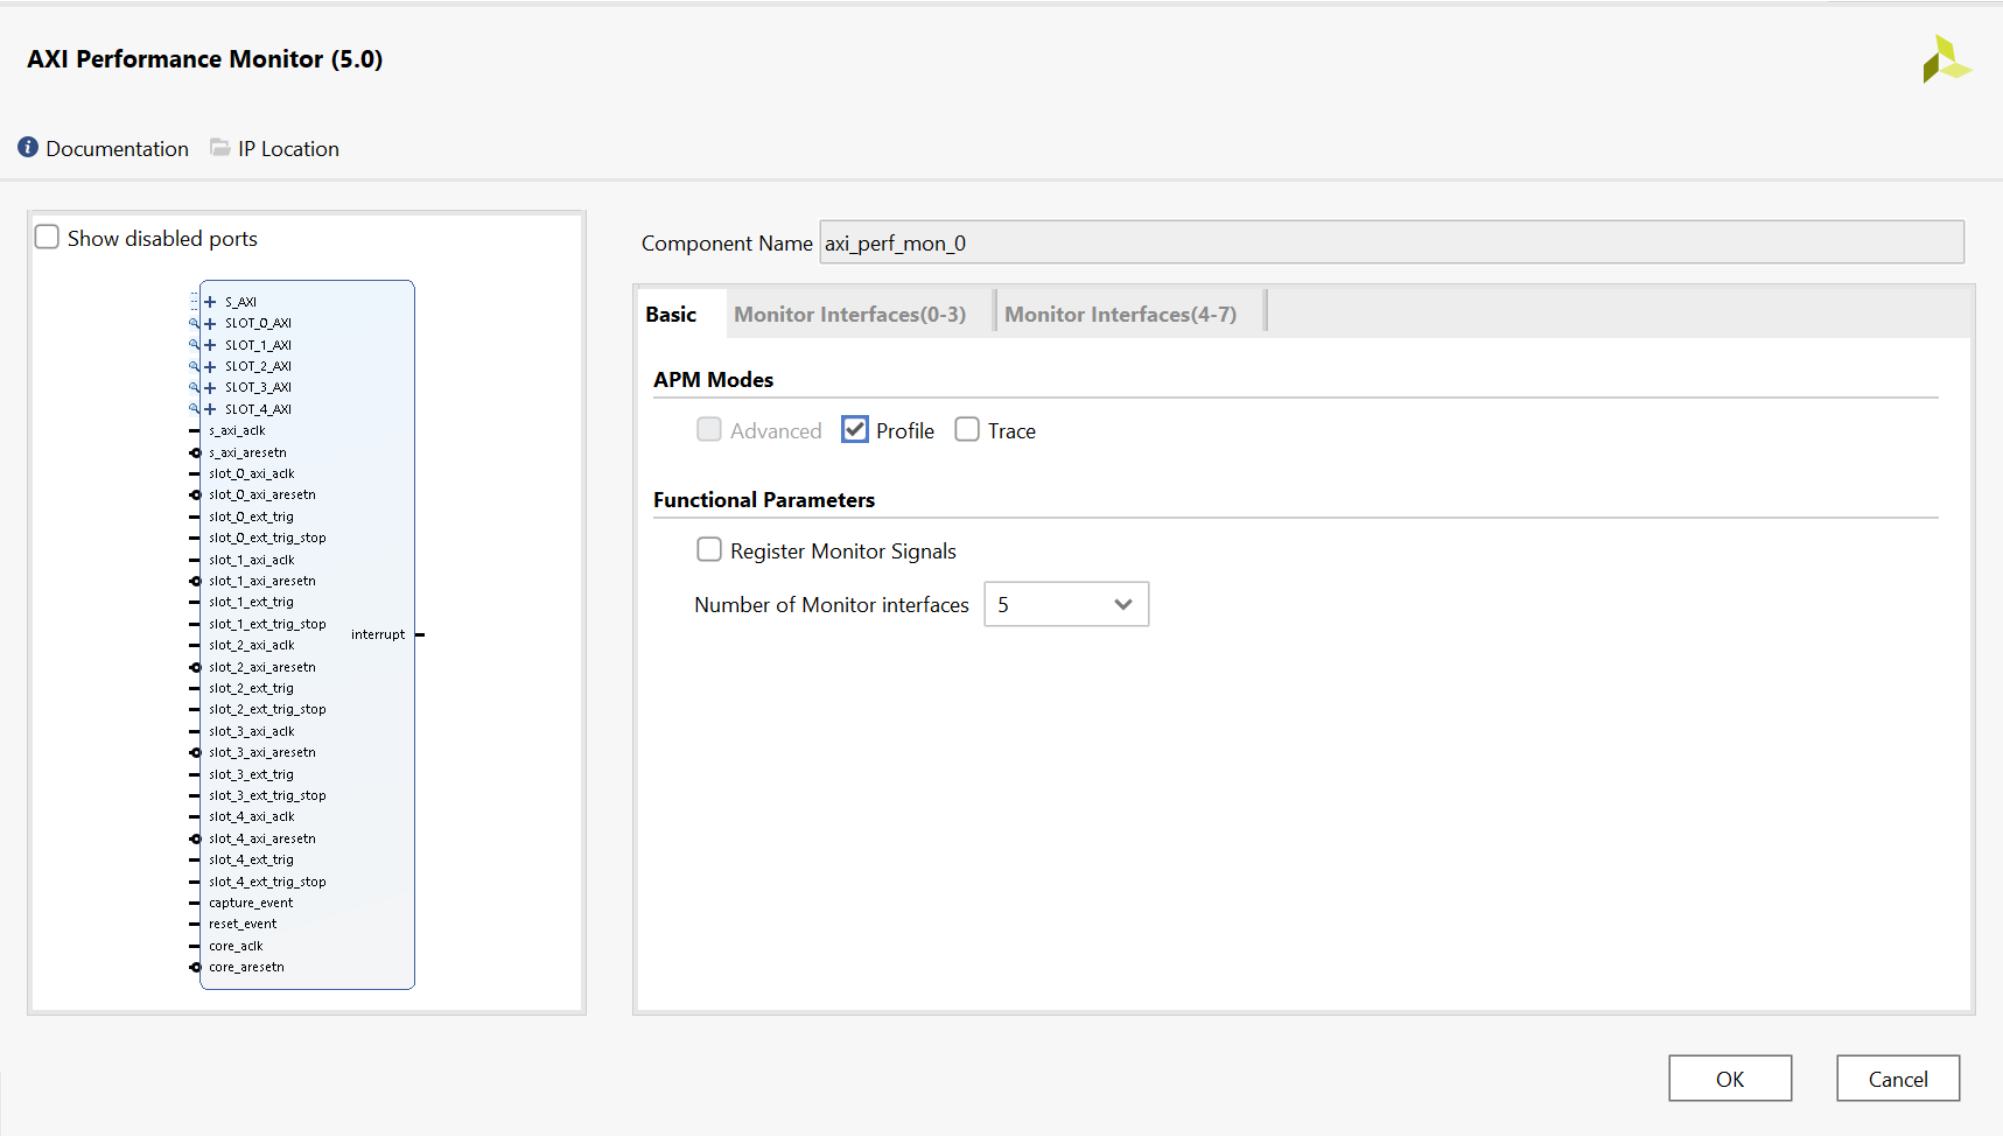 AXI Performance Monitor (5.0)
Documentation IP Location
Show disabled ports
S_AXI
SLOT_0_AXI
SLOT_1_AXI
SLOT_2_AXI
SLOT_3_AXI
SLOT_4_AXI
s_axi_aclk
s_axi_aresetn
slot_0_axi_aclk
slot_0_axi_aresetn
slot_0_ext_trig
slot_0_ext_trig_stop
slot_1_axi_aclk
slot_1_axi_aresetn
slot_1_ext_trig
slot_1_ext_trig_stop
slot_2_axi_aclk
slot_2_axi_aresetn
slot_2_ext_trig
slot_2_ext_trig_stop
slot_3_axi_aclk
slot_3_axi_aresetn
slot_3_ext_trig
slot_3_ext_trig_stop
slot_4_axi_aclk
slot_4_axi_aresetn
slot_4_ext_trig
slot_4_ext_trig_stop
capture_event
reset_event
core_aclk
core_aresetn
interrupt
Component Name axi_perf_mon_0
Basic Monitor Interfaces(0-3) Monitor Interfaces(4-7)
APM Modes
Advanced Profile Trace
Functional Parameters
Register Monitor Signals
Number of Monitor interfaces 5
OK Cancel